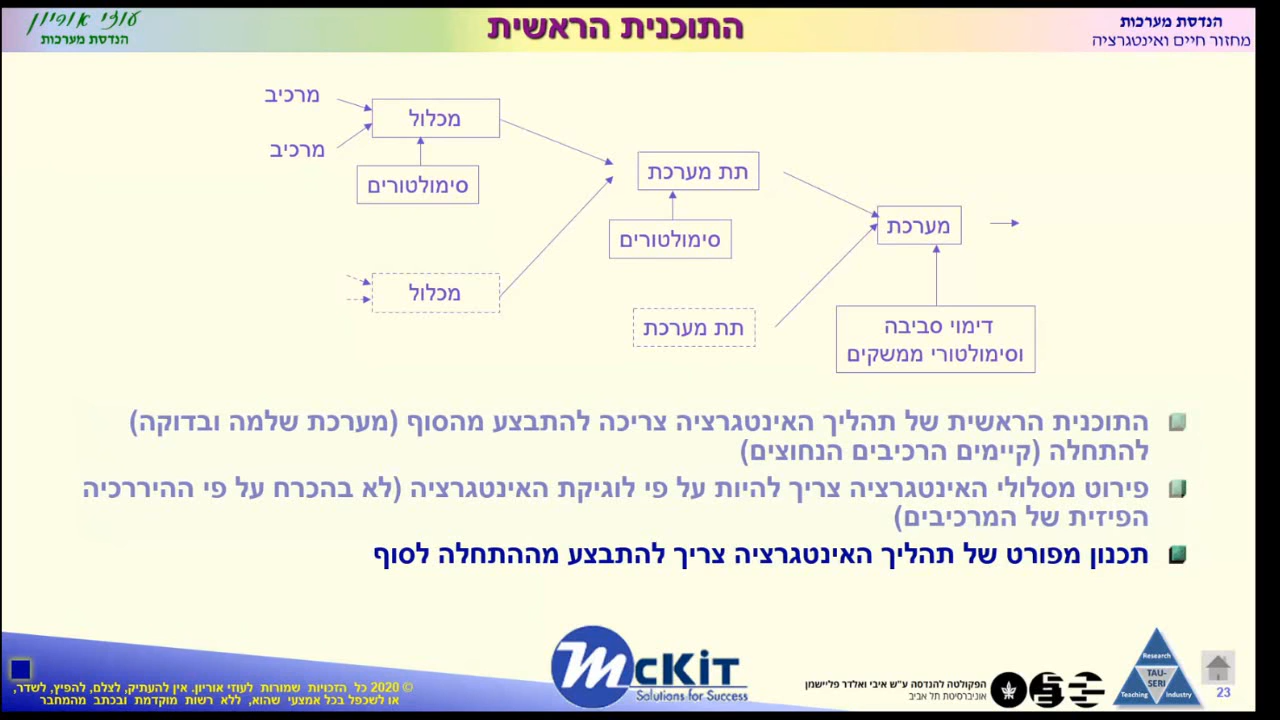 הנדסת מערכות
מחזור חיים ואינטגרציה
התוכנית הראשית
עוזי אוריון
הנדסת מערכות
מרכיב
מרכיב
מכלול
סימולטורים
מכלול
תת מערכת
סימולטורים
תת מערכת
מערכת
דימוי סביבה
וסימולטורי ממשקים
התוכנית הראשית של תהליך האינטגרציה צריכה להתבצע מהסוף (מערכת שלמה ובדוקה)
להתחלה (קיימים הרכיבים הנחוצים)
פירוט מסלולי האינטגרציה צריך להיות על פי לוגיקת האינטגרציה (לא בהכרח על פי ההיררכיה
הפיזית של המרכיבים)
תכנון מפורט של תהליך האינטגרציה צריך להתבצע מההתחלה לסוף
© 2020 כל הזכויות שמורות לעוזי אוריון. אין להעתיק, לצלם, להפיץ, לשדר,
או לשכפל בכל אמצעי שהוא, ללא רשות מוקדמת ובכתב מהמחבר
McKit
Solutions for Success
הפקולטה להנדסה ע"ש איבי ואלדר פליישמן
אוניברסיטת תל אביב
Research
TAU-
SERI
Teaching Industry
23